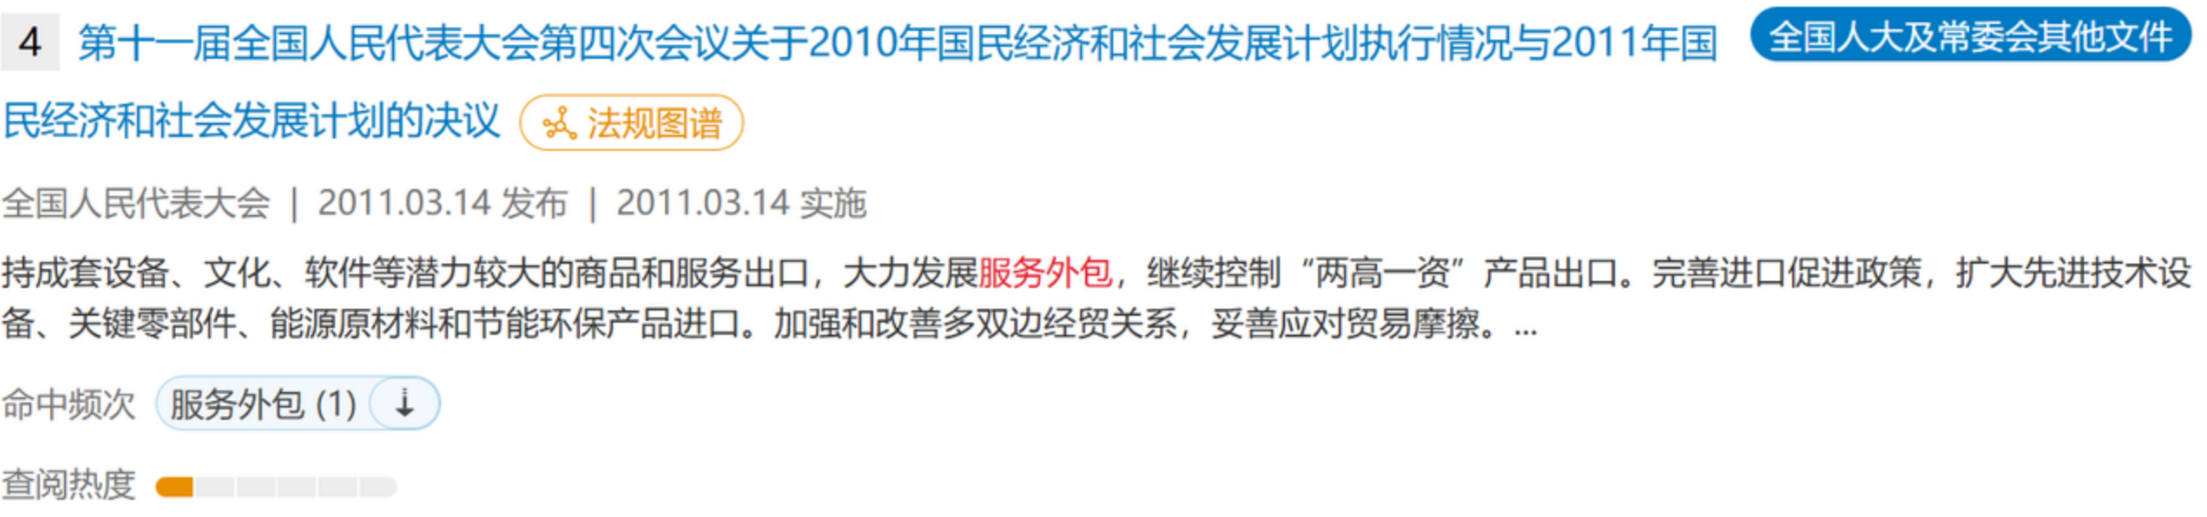 4 第十一届全国人民代表大会第四次会议关于2010年国民经济和社会发展计划执行情况与2011年国 全国人大及常委会其他文件
民经济和社会发展计划的决议 法规图谱
全国人民代表大会 | 2011.03.14 发布 | 2011.03.14 实施
持成套设备、文化、软件等潜力较大的商品和服务出口，大力发展服务外包，继续控制“两高一资”产品出口。完善进口促进政策，扩大先进技术设
备、关键零部件、能源原材料和节能环保产品进口。加强和改善多双边经贸关系，妥善应对贸易摩擦。...
命中频次 服务外包 (1)
查阅热度